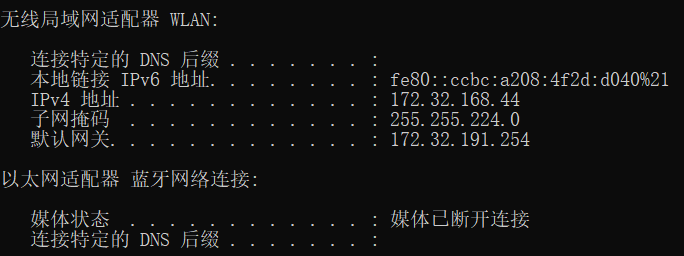 无线局域网适配器 WLAN:
连接特定的 DNS 后缀 . . . . . . . :
本地链接 IPv6 地址. . . . . . . . : fe80::ccbc:a208:4f2d:d040%21
IPv4 地址 . . . . . . . . . . . . : 172.32.168.44
子网掩码  . . . . . . . . . . . . : 255.255.224.0
默认网关. . . . . . . . . . . . . : 172.32.191.254
以太网适配器 蓝牙网络连接:
媒体状态  . . . . . . . . . . . . : 媒体已断开连接
连接特定的 DNS 后缀 . . . . . . . :